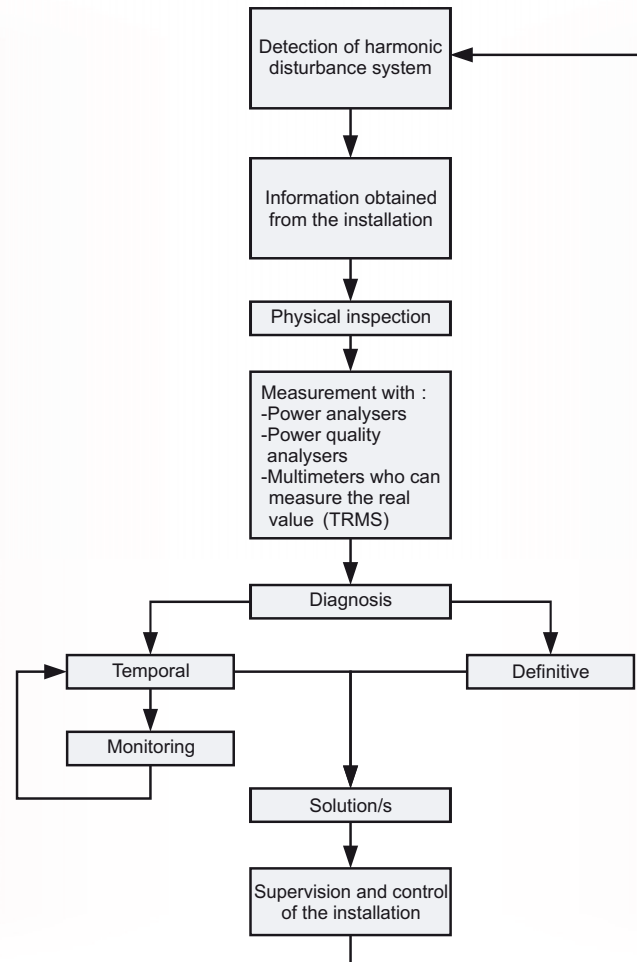 Detection of harmonic
disturbance system
Information obtained
from the installation
Physical inspection
Measurement with :
-Power analysers
-Power quality
analysers
-Multimeters who can
measure the real
value (TRMS)
Diagnosis
Temporal
Definitive
Monitoring
Solution/s
Supervision and control
of the installation